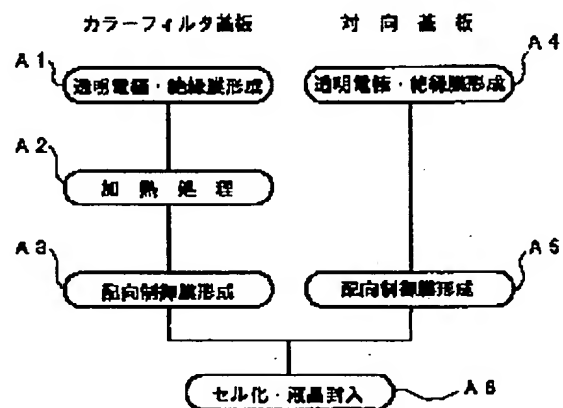 カラーフィルタ基板 対向基板
A1 透明電極・絶縁膜形成 透明電極・絶縁膜形成 A4
A2 加熱処理
A3 配向制御膜形成 配向制御膜形成 A5
セル化・液晶封入 A6